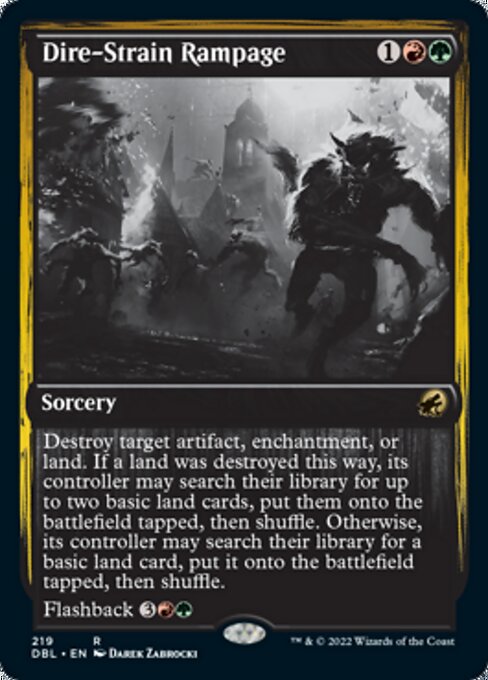 Dire-Strain Rampage 1
Sorcery
Destroy target artifact, enchantment, or
land. If a land was destroyed this way, its
controller may search their library for up
to two basic land cards, put them onto the
battlefield tapped, then shuffle. Otherwise,
its controller may search their library for a
basic land card, put it onto the battlefield
tapped, then shuffle.
Flashback 3
219 R
DBL • EN DAREK ZABROCKI
™ & © 2022 Wizards of the Coast